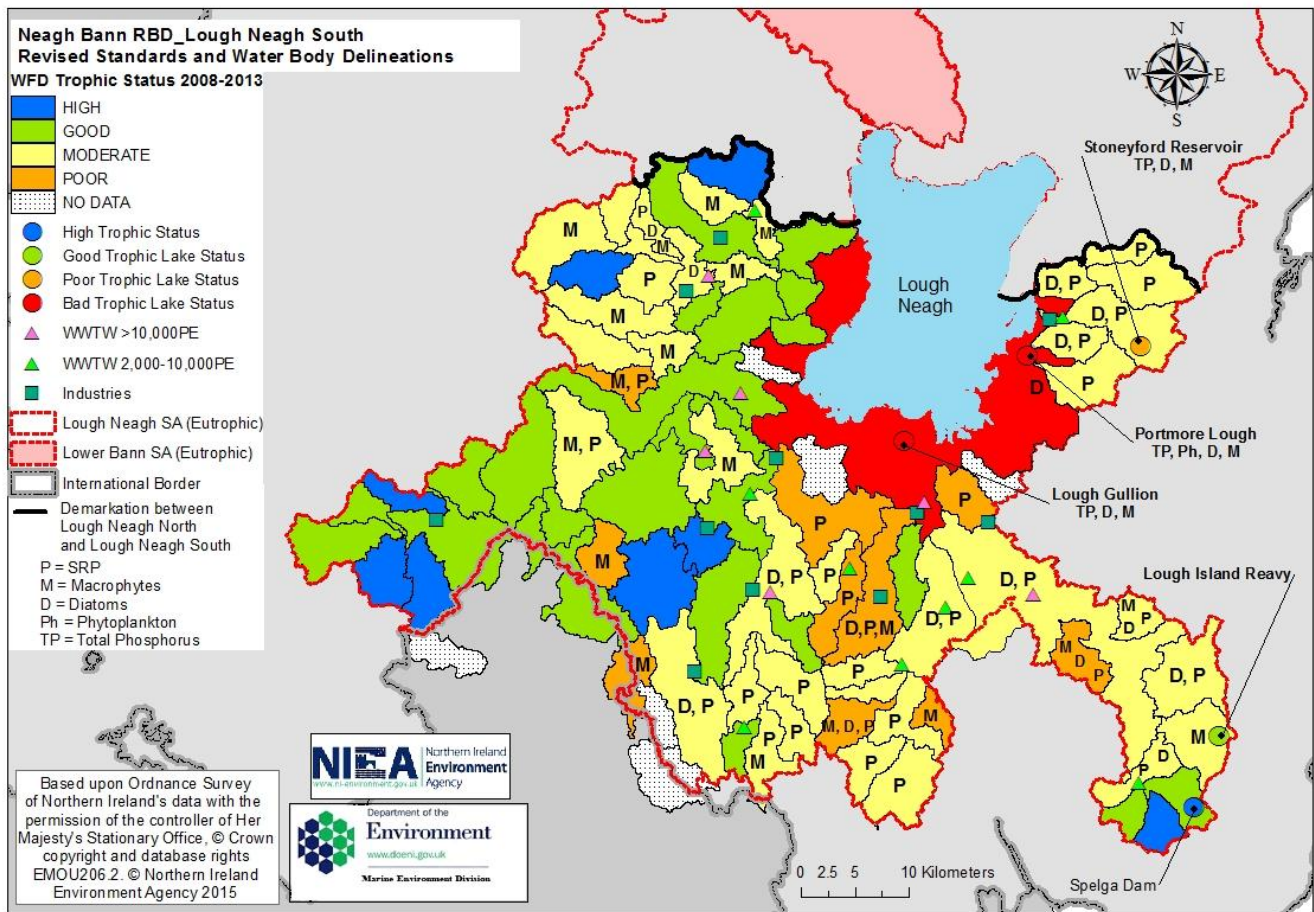 Neagh Bann RBD_Lough Neagh South
Revised Standards and Water Body Delineations
WFD Trophic Status 2008-2013
HIGH
GOOD
MODERATE
POOR
NO DATA
High Trophic Status
Good Trophic Lake Status
Poor Trophic Lake Status
Bad Trophic Lake Status
WWTW >10,000PE
WWTW 2,000-10,000PE
Industries
Lough Neagh SA (Eutrophic)
Lower Bann SA (Eutrophic)
International Border
Demarkation between
Lough Neagh North
and Lough Neagh South
P = SRP
M = Macrophytes
D = Diatoms
Ph = Phytoplankton
TP = Total Phosphorus
Based upon Ordnance Survey
of Northern Ireland's data with the
permission of the controller of Her
Majesty's Stationary Office, © Crown
copyright and database rights
EMOU206.2. © Northern Ireland
Environment Agency 2015
NIEA
www.ni-environment.gov.uk
Northern Ireland
Environment
Agency
Department of the
Environment
www.doeni.gov.uk
Marine Environment Division
N
W E
S
Stoneyford Reservoir
TP, D, M
Lough
Neagh
Portmore Lough
TP, Ph, D, M
Lough Gullion
TP, D, M
Lough Island Reavy
Spelga Dam
0 2.5 5 10 Kilometers
M
P
D
M
M
M
D
M
P
M
M
M, P
M, P
M
M
M
D, P
P
P
P
P
M
P
D, P
P
P
D, P, M
P
M, D, P
P
M
P
P
D, P
D, P
P
D
D, P
P
P
D, P
D, P
P
M
D
P
M
D
P
D, P
M
D
P